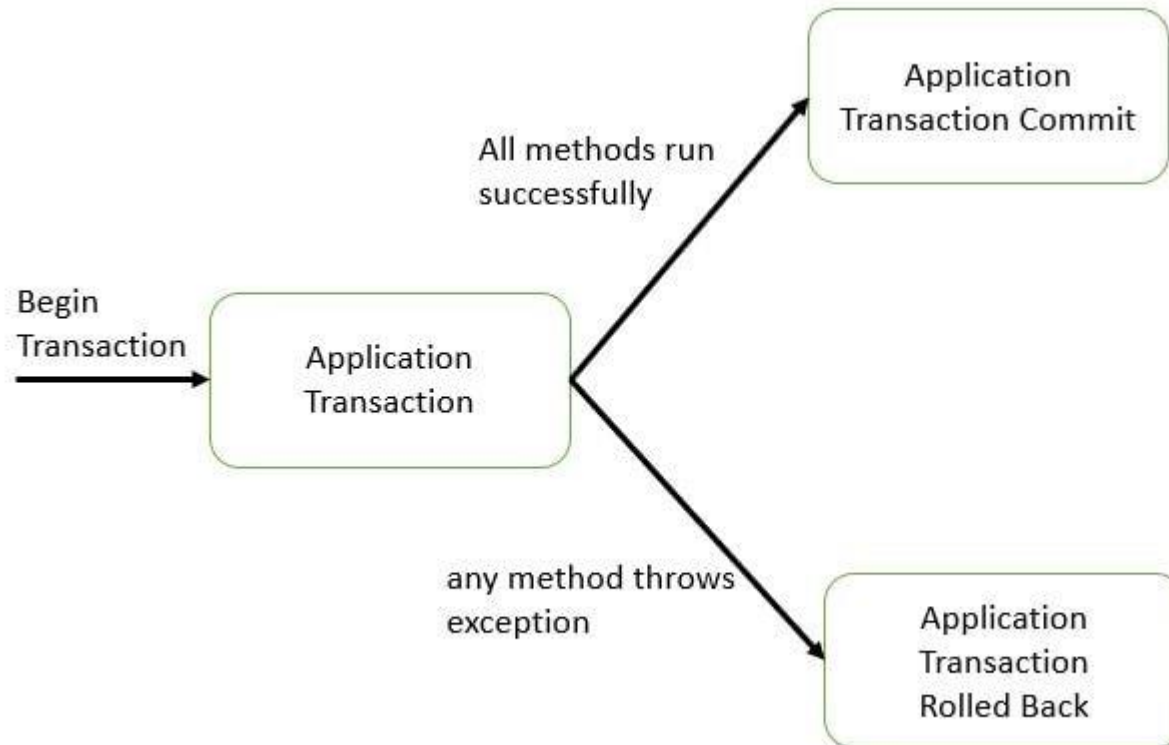 Application
Transaction Commit
All methods run
successfully
Begin
Transaction
Application
Transaction
any method throws
exception
Application
Transaction
Rolled Back